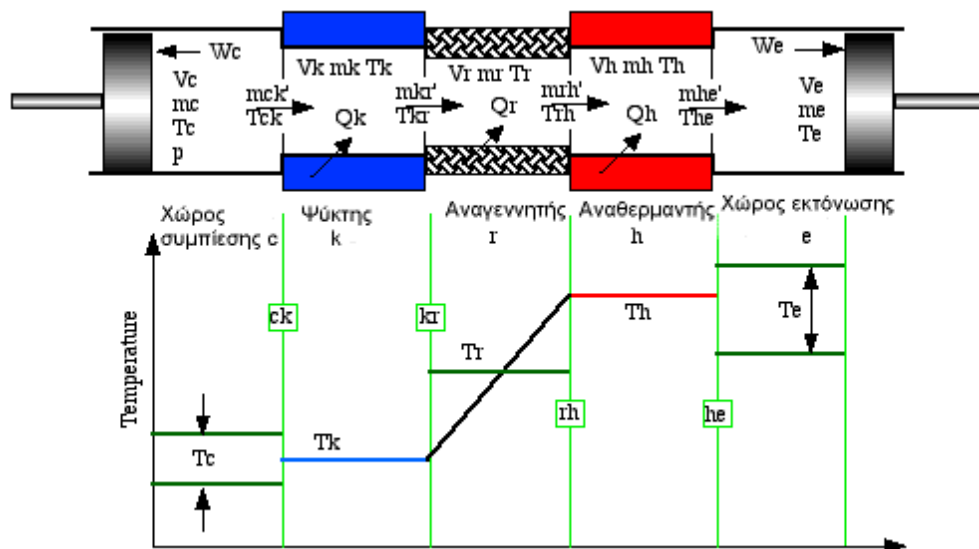 Wc
We
Vc
mc
Tc
p
mck'
Tck
Vk mk Tk
Qk
mkr'
Tkr
Vr mr Tr
Qr
mrh'
Trh
Vh mh Th
Qh
mhe'
The
Ve
me
Te
Χώρος
συμπίεσης c
Ψύκτης
k
Αναγεννητής
r
Αναθερμαντής
h
Χώρος εκτόνωσης
e
Temperature
ck
kr
rh
he
Tc
Tk
Tr
Th
Te